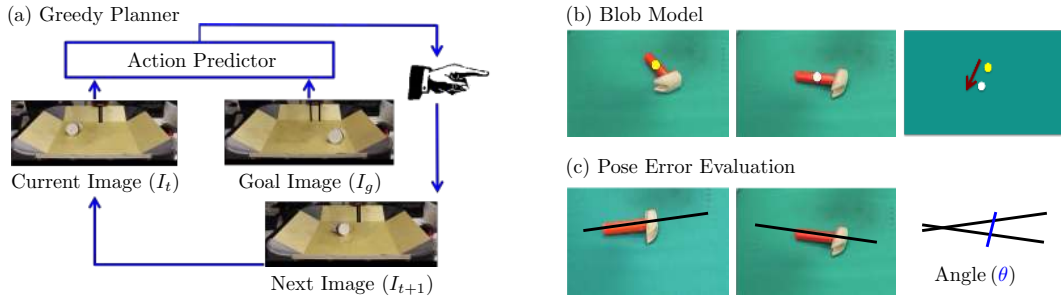 (a) Greedy Planner
Action Predictor
Current Image (I_t)
Goal Image (I_g)
Next Image (I_{t+1})
(b) Blob Model
(c) Pose Error Evaluation
Angle (θ)